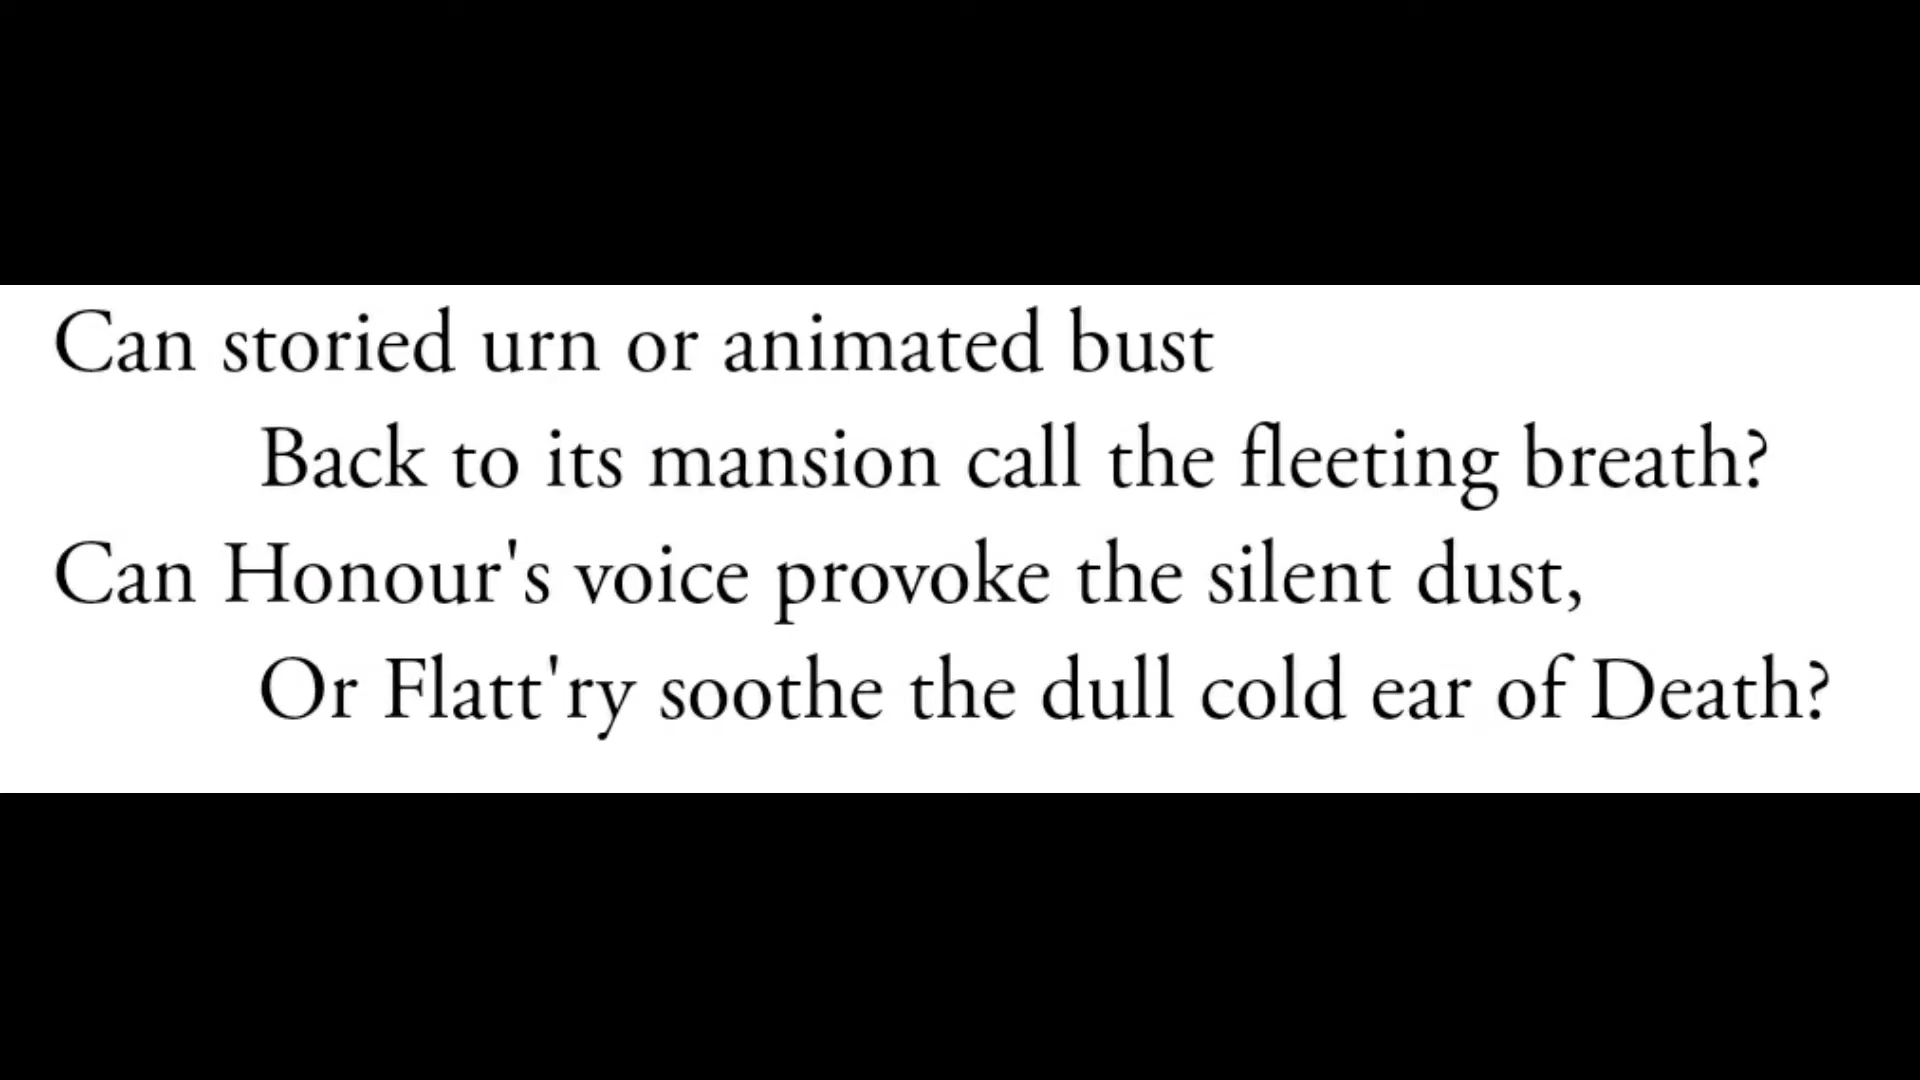 Can storied urn or animated bust
Back to its mansion call the fleeting breath?
Can Honour's voice provoke the silent dust,
Or Flatt'ry soothe the dull cold ear of Death?